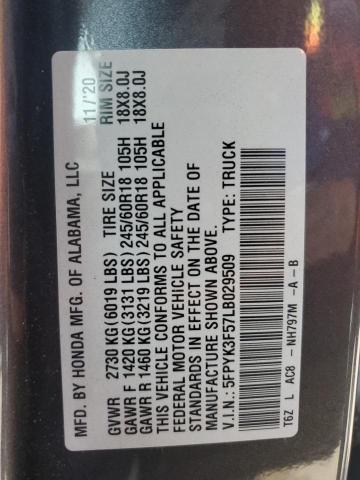 MFD. BY HONDA MFG. OF ALABAMA, LLC 11/'20
GVWR 2730 KG(6019 LBS) TIRE SIZE RIM SIZE
GAWR F 1420 KG(3131 LBS) 245/60R18 105H 18X8.0J
GAWR R 1460 KG(3219 LBS) 245/60R18 105H 18X8.0J
THIS VEHICLE CONFORMS TO ALL APPLICABLE
FEDERAL MOTOR VEHICLE SAFETY
STANDARDS IN EFFECT ON THE DATE OF
MANUFACTURE SHOWN ABOVE.
V.I.N.: 5FPYK3F57LB029509 TYPE: TRUCK
T6Z L AC8 -NH797M -A-B